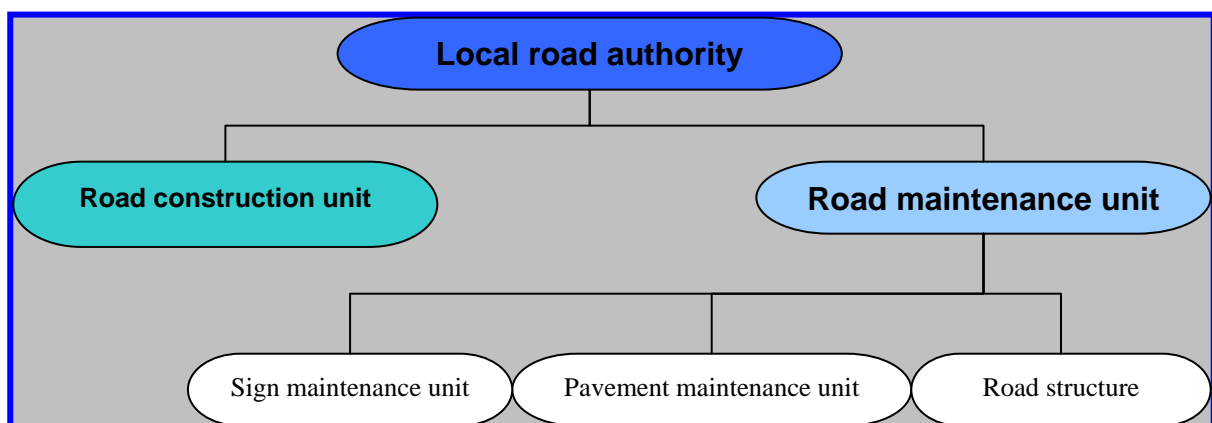 Local road authority
Road construction unit
Road maintenance unit
Sign maintenance unit
Pavement maintenance unit
Road structure